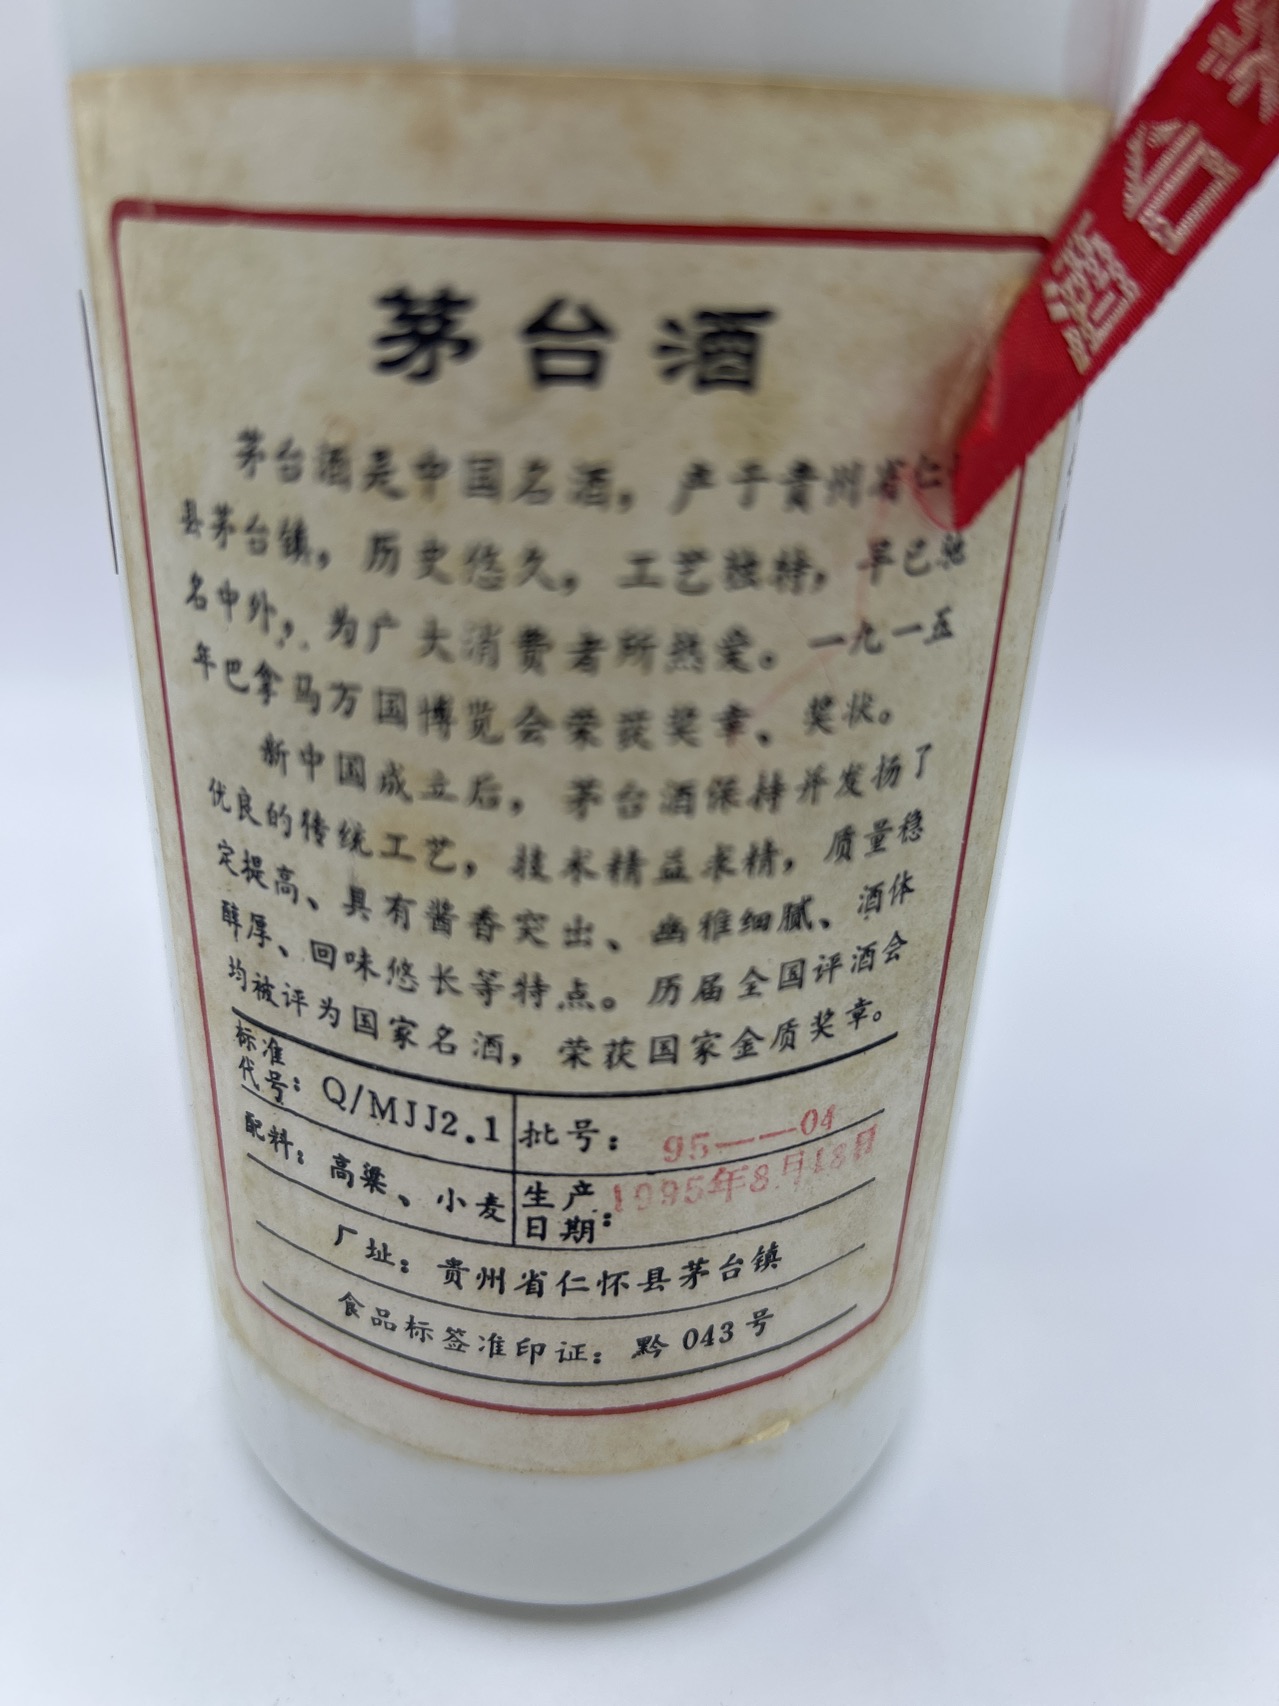 茅台酒
茅台酒是中国名酒，产于贵州省仁
县茅台镇，历史悠久，工艺独特，早已驰
名中外，为广大消费者所热爱。一九一五
年巴拿马万国博览会荣获奖章、奖状。
新中国成立后，茅台酒保持并发扬了
优良的传统工艺，技术精益求精，质量稳
定提高、具有酱香突出、幽雅细腻、酒体
醇厚、回味悠长等特点。历届全国评酒会
均被评为国家名酒，荣获国家金质奖章。
标准代号：Q/MJJ2.1
批号：95——04
配料：高粱、小麦
生产日期：1995年8月18日
厂址：贵州省仁怀县茅台镇
食品标签准印证：黔 043 号
台酒